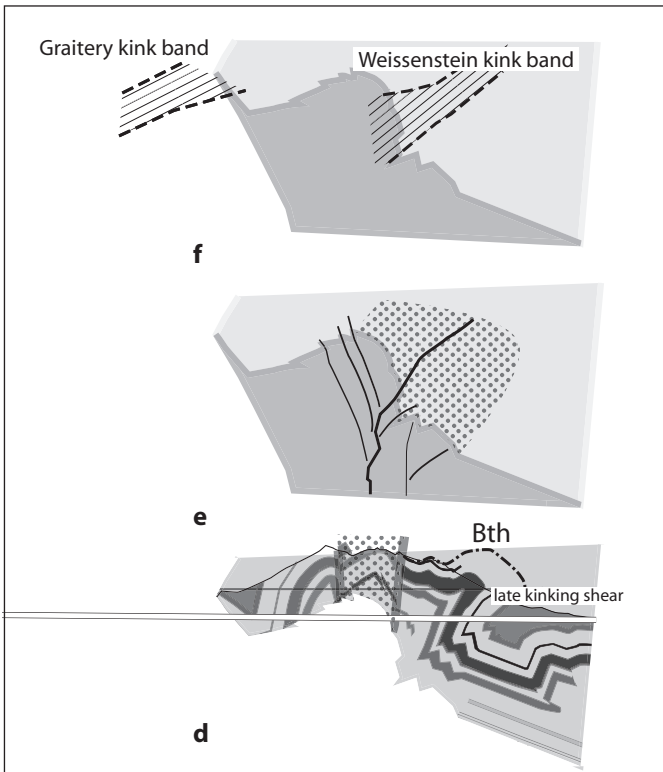 Graitery kink band
Weissenstein kink band
f
e
Bth
late kinking shear
d